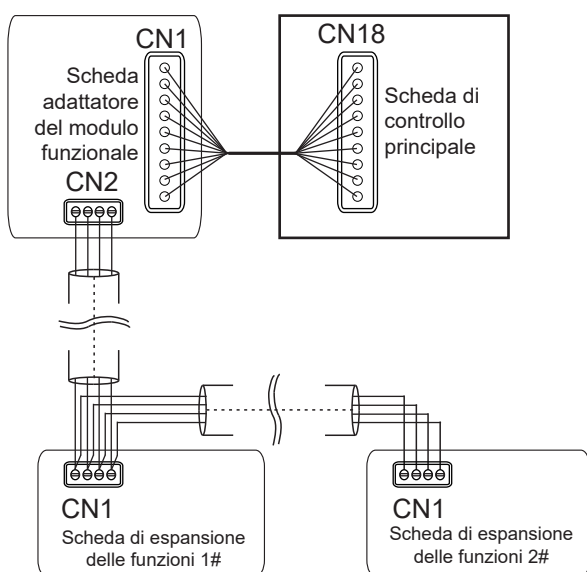 CN1
Scheda
adattatore
del modulo
funzionale
CN2
CN18
Scheda di
controllo
principale
CN1
Scheda di espansione
delle funzioni 1#
CN1
Scheda di espansione
delle funzioni 2#